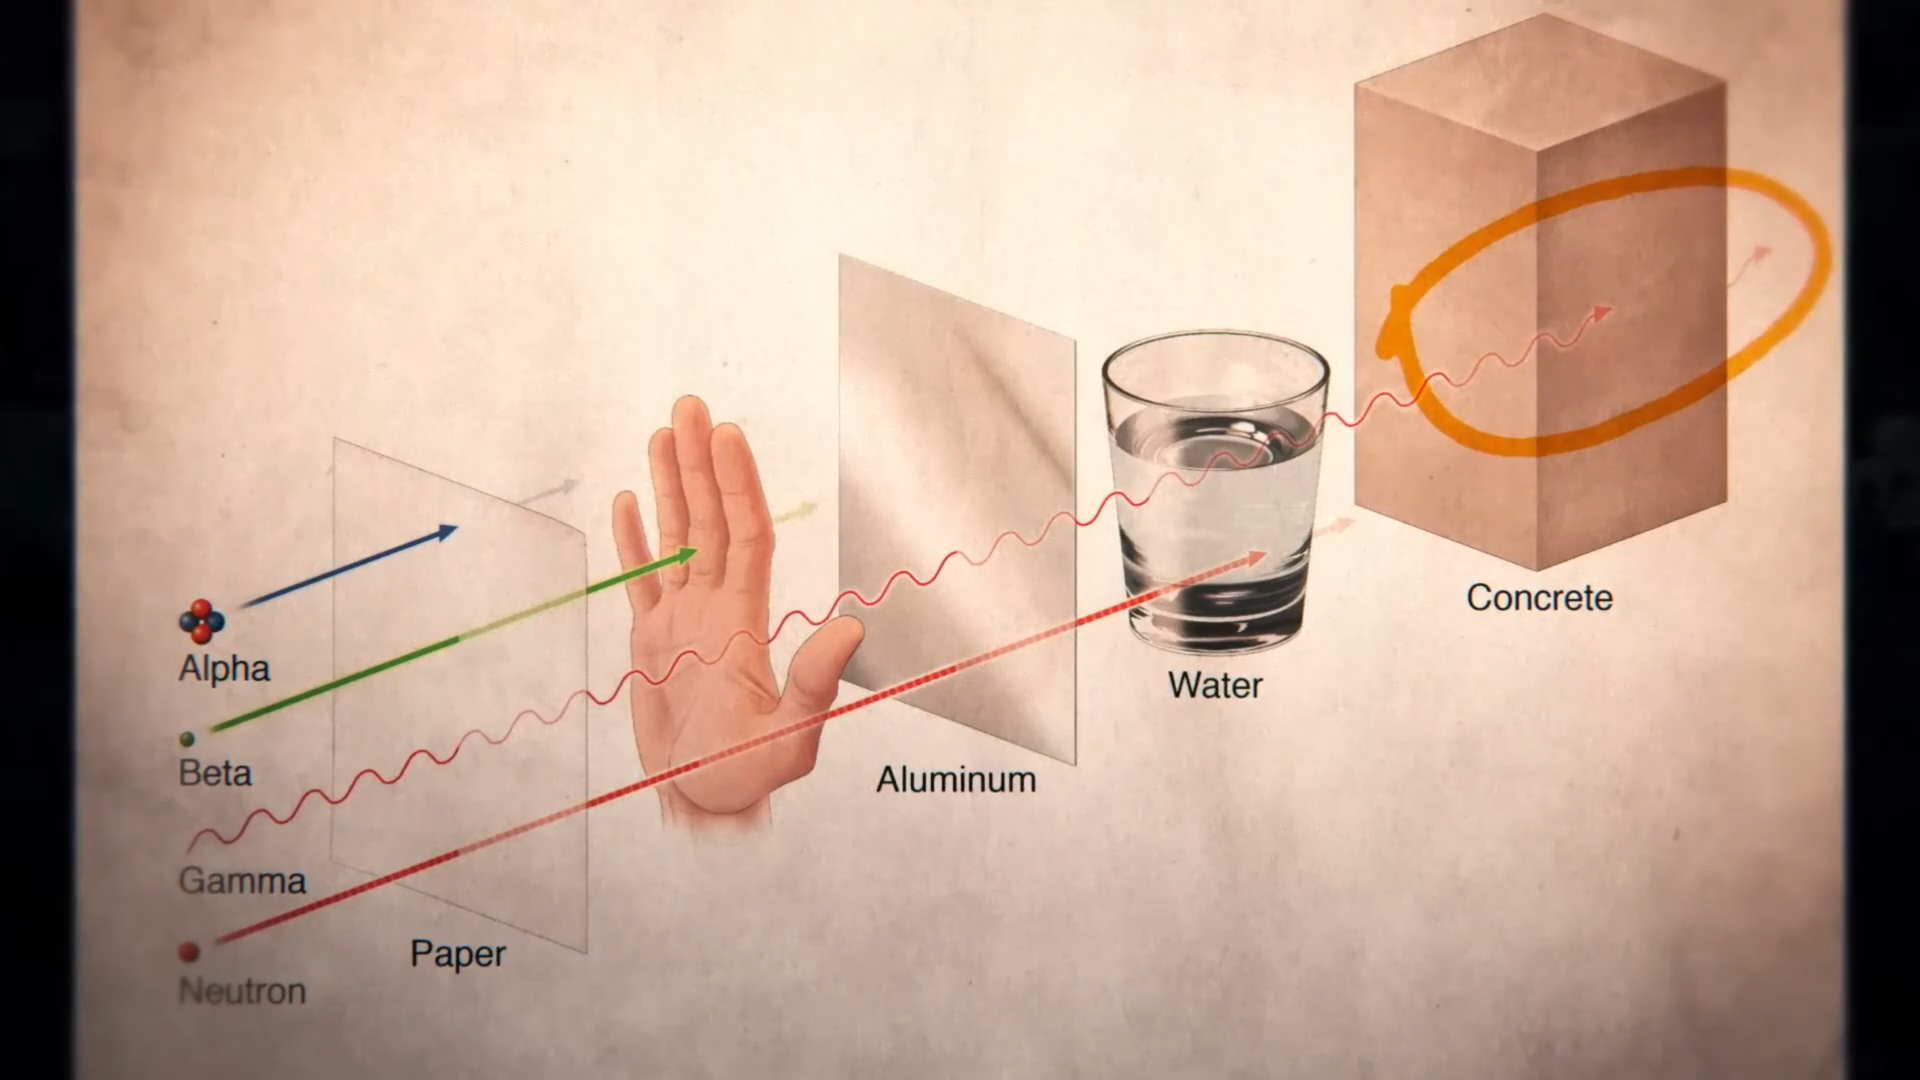 Alpha
Beta
Gamma
Neutron
Paper
Aluminum
Water
Concrete